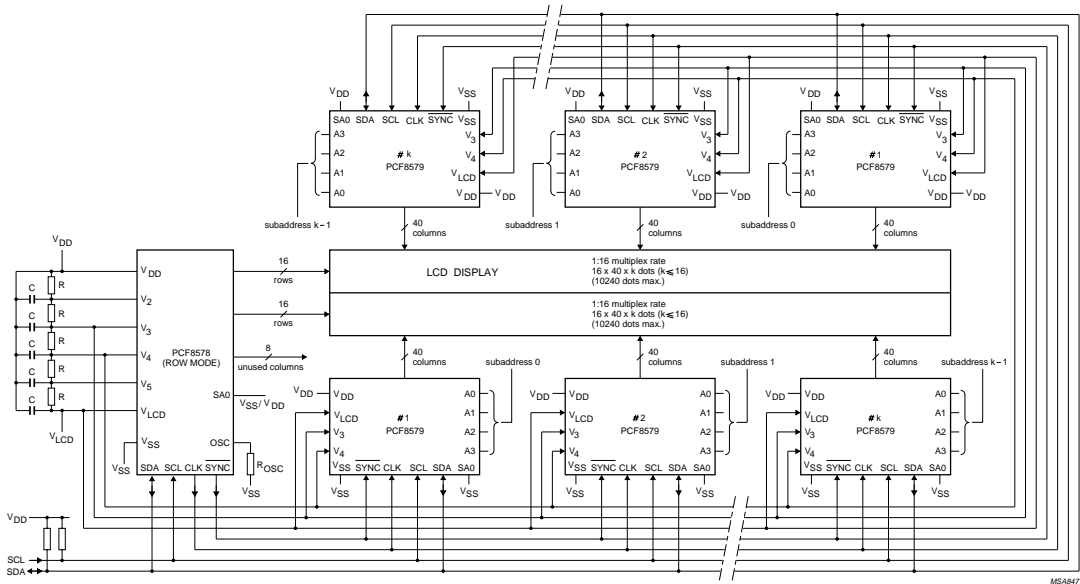 VDD VSS VDD VSS VDD VSS
SA0 SDA SCL CLK SYNC VSS
A3
A2
A1
A0
# k
PCF8579
V3
V4
VLCD
VDD VDD
subaddress k−1
40
columns
SA0 SDA SCL CLK SYNC VSS
A3
A2
A1
A0
# 2
PCF8579
V3
V4
VLCD
VDD VDD
subaddress 1
40
columns
SA0 SDA SCL CLK SYNC VSS
A3
A2
A1
A0
# 1
PCF8579
V3
V4
VLCD
VDD VDD
subaddress 0
40
columns
VDD
C R
C R
C R
C R
C R
VLCD
VDD
V2
V3
V4
V5
VLCD
VSS
VSS
PCF8578
(ROW MODE)
SA0
VSS/VDD
OSC
ROSC
VSS
SDA SCL CLK SYNC
16
rows
16
rows
8
unused columns
LCD DISPLAY
1:16 multiplex rate
16 x 40 x k dots (k≤16)
(10240 dots max.)
1:16 multiplex rate
16 x 40 x k dots (k≤16)
(10240 dots max.)
40
columns
subaddress 0
VDD VDD
VLCD
V3
V4
# 1
PCF8579
A0
A1
A2
A3
VSS SYNC CLK SCL SDA SA0
VSS VSS
40
columns
subaddress 1
VDD VDD
VLCD
V3
V4
# 2
PCF8579
A0
A1
A2
A3
VSS SYNC CLK SCL SDA SA0
VSS VSS
40
columns
subaddress k−1
VDD VDD
VLCD
V3
V4
# k
PCF8579
A0
A1
A2
A3
VSS SYNC CLK SCL SDA SA0
VSS VSS
VDD
SCL
SDA
MSA847